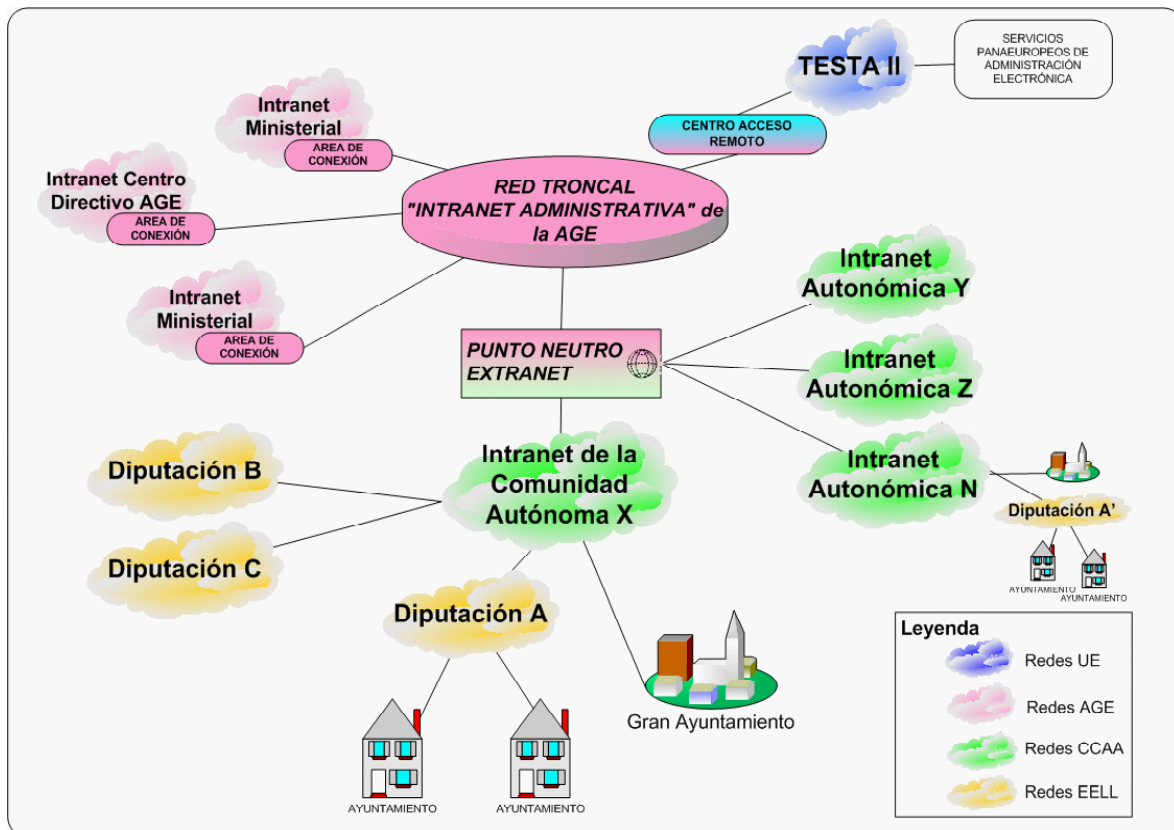 SERVICIOS
PANAEUROPEOS DE
ADMINISTRACIÓN
ELECTRÓNICA
TESTA II
CENTRO ACCESO
REMOTO
Intranet
Ministerial
AREA DE
CONEXIÓN
Intranet Centro
Directivo AGE
AREA DE
CONEXIÓN
RED TRONCAL
"INTRANET ADMINISTRATIVA" de
la AGE
Intranet
Ministerial
AREA DE
CONEXIÓN
Intranet
Autonómica Y
PUNTO NEUTRO
EXTRANET
Intranet
Autonómica Z
Intranet
Autonómica N
Intranet de la
Comunidad
Autónoma X
Diputación B
Diputación C
Diputación A
Diputación A'
AYUNTAMIENTO
AYUNTAMIENTO
Gran Ayuntamiento
AYUNTAMIENTO
AYUNTAMIENTO
Leyenda
Redes UE
Redes AGE
Redes CCAA
Redes EELL